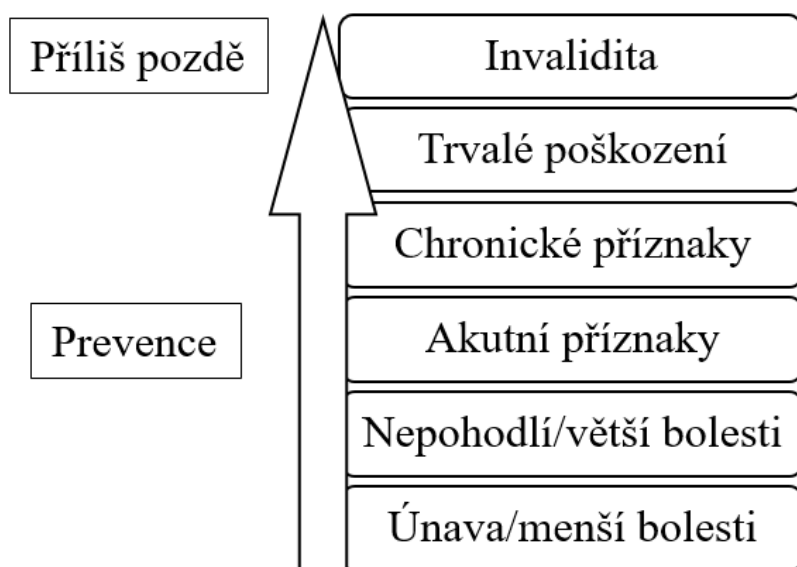 Příliš pozdě
Invalidita
Trvalé poškození
Chronické příznaky
Prevence
Akutní příznaky
Nepohodlí/větší bolesti
Únava/menší bolesti